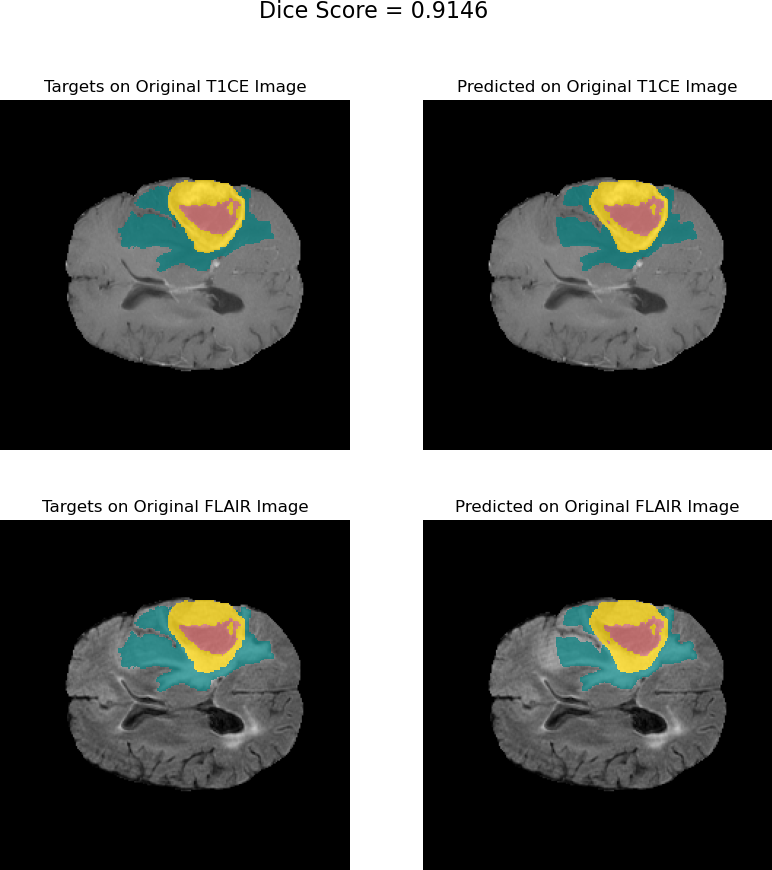 Dice Score = 0.9146
Targets on Original T1CE Image
Predicted on Original T1CE Image
Targets on Original FLAIR Image
Predicted on Original FLAIR Image